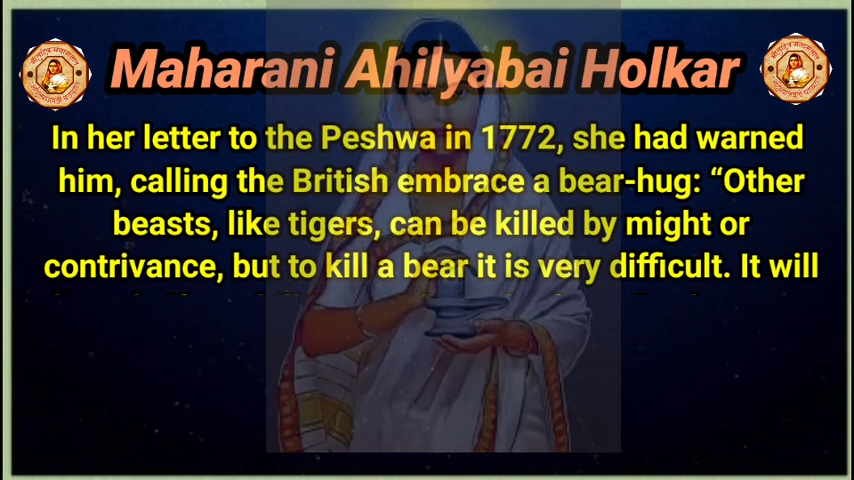 Maharani Ahilyabai Holkar
In her letter to the Peshwa in 1772, she had warned
him, calling the British embrace a bear-hug: “Other
beasts, like tigers, can be killed by might or
contrivance, but to kill a bear it is very difficult. It will